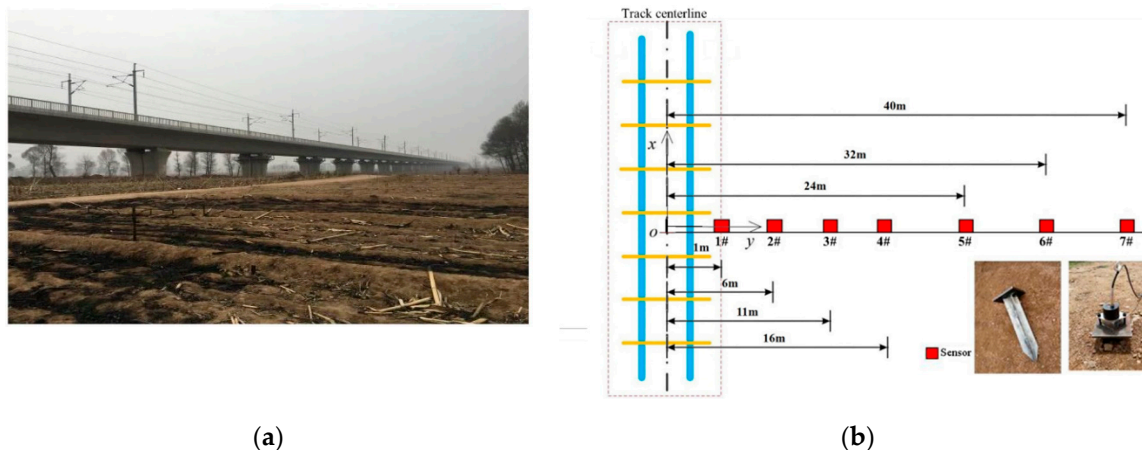 Track centerline
40m
x
32m
24m
o
y
1#
2#
3#
4#
5#
6#
7#
1m
6m
11m
16m
Sensor
(a)
(b)